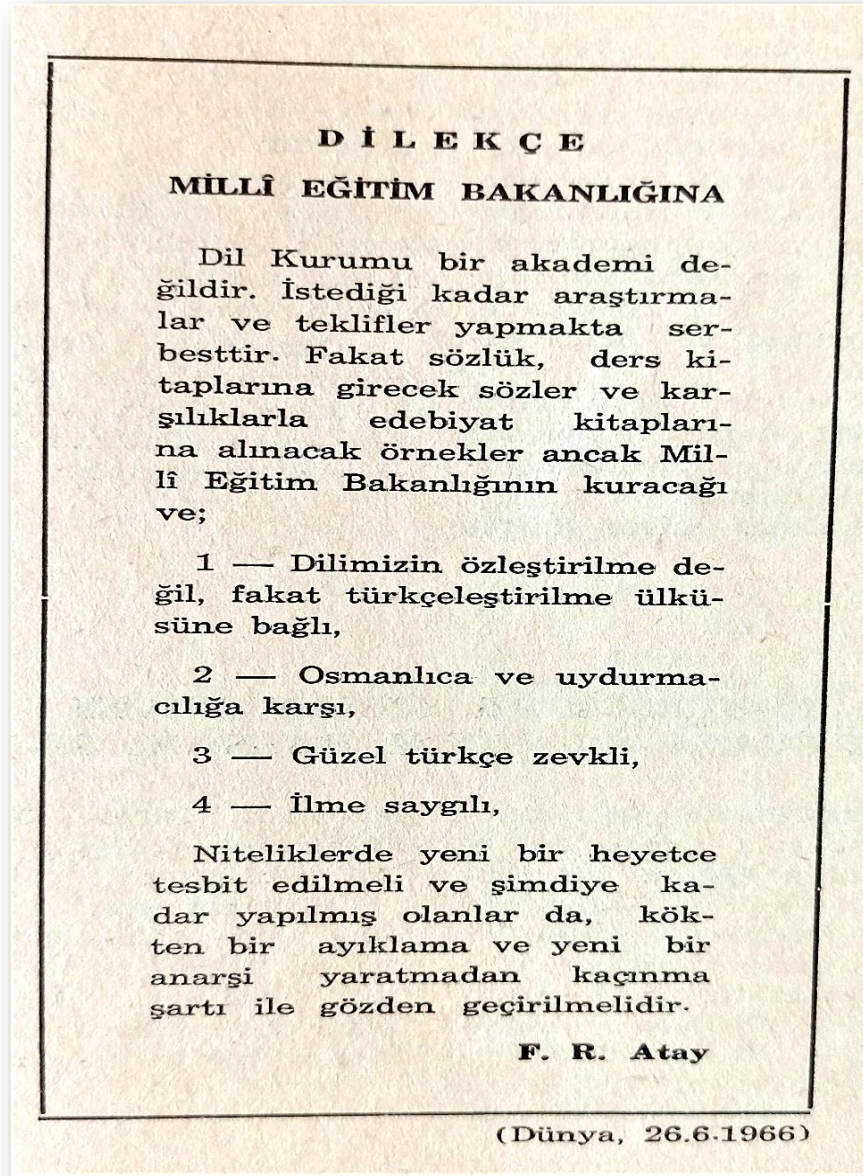 DİLEKÇE
MİLLÎ EĞİTİM BAKANLIĞINA
Dil Kurumu bir akademi de-
ğildir. İstediği kadar araştırma-
lar ve teklifler yapmakta ser-
besttir. Fakat sözlük, ders ki-
taplarına girecek sözler ve kar-
şılıklarla edebiyat kitapları-
na alınacak örnekler ancak Mil-
lî Eğitim Bakanlığının kuracağı
ve;
1 — Dilimizin özleştirilme de-
ğil, fakat türkçeleştirilme ülkü-
süne bağlı,
2 — Osmanlıca ve uydurma-
cılığa karşı,
3 — Güzel türkçe zevkli,
4 — İlme saygılı,
Niteliklerde yeni bir heyetce
tesbit edilmeli ve şimdiye ka-
dar yapılmış olanlar da, kök-
ten bir ayıklama ve yeni bir
anarşi yaratmadan kaçınma
şartı ile gözden geçirilmelidir.
F. R. Atay
(Dünya, 26.6.1966)